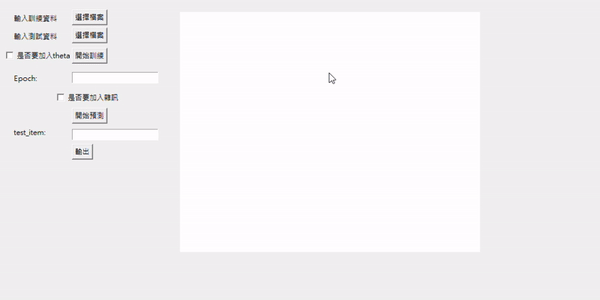 輸入訓練資料 選擇檔案
輸入測試資料 選擇檔案
是否要加入theta 開始訓練
Epoch:
是否要加入雜訊
開始預測
test_item:
輸出